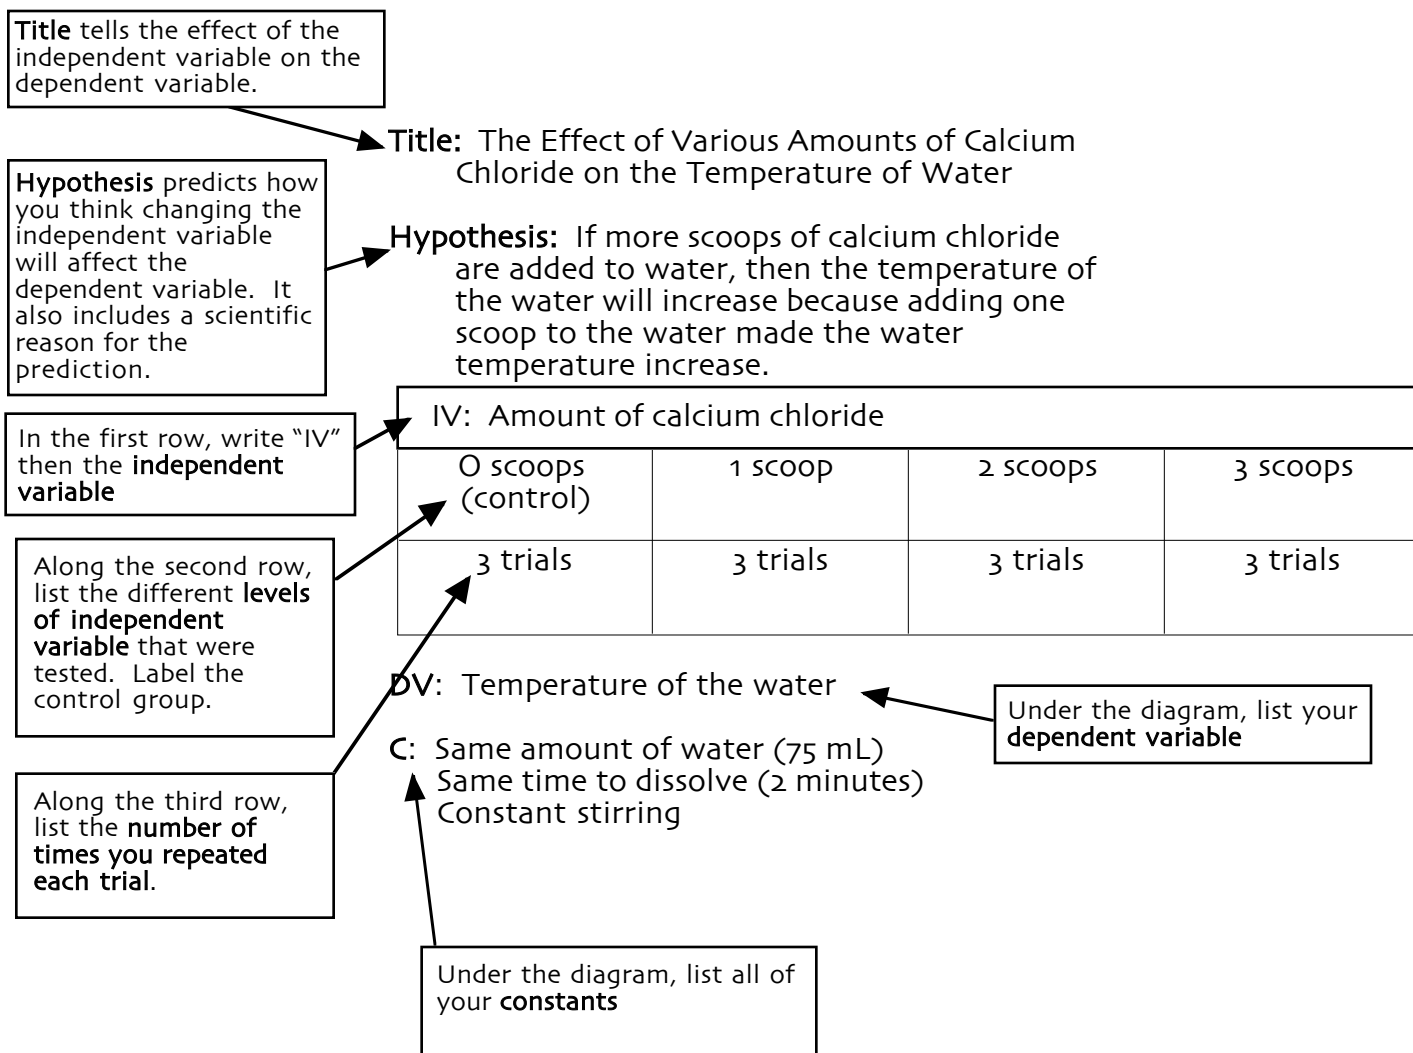 Title tells the effect of the
independent variable on the
dependent variable.
Title: The Effect of Various Amounts of Calcium
Chloride on the Temperature of Water
Hypothesis predicts how
you think changing the
independent variable
will affect the
dependent variable. It
also includes a scientific
reason for the
prediction.
Hypothesis: If more scoops of calcium chloride
are added to water, then the temperature of
the water will increase because adding one
scoop to the water made the water
temperature increase.
In the first row, write "IV"
then the independent
variable
IV: Amount of calcium chloride
0 scoops
(control)
1 scoop
2 scoops
3 scoops
Along the second row,
list the different levels
of independent
variable that were
tested. Label the
control group.
3 trials
3 trials
3 trials
3 trials
DV: Temperature of the water
Under the diagram, list your
dependent variable
C: Same amount of water (75 mL)
Same time to dissolve (2 minutes)
Constant stirring
Along the third row,
list the number of
times you repeated
each trial.
Under the diagram, list all of
your constants